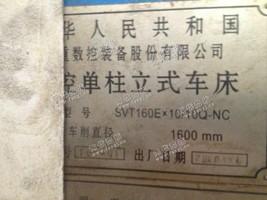 华人民共和国
重数控装备股份有限公司
控单柱立式车床
型号 SVT160E×10/10Q-NC
车削直径 1600 mm
号 出厂日期